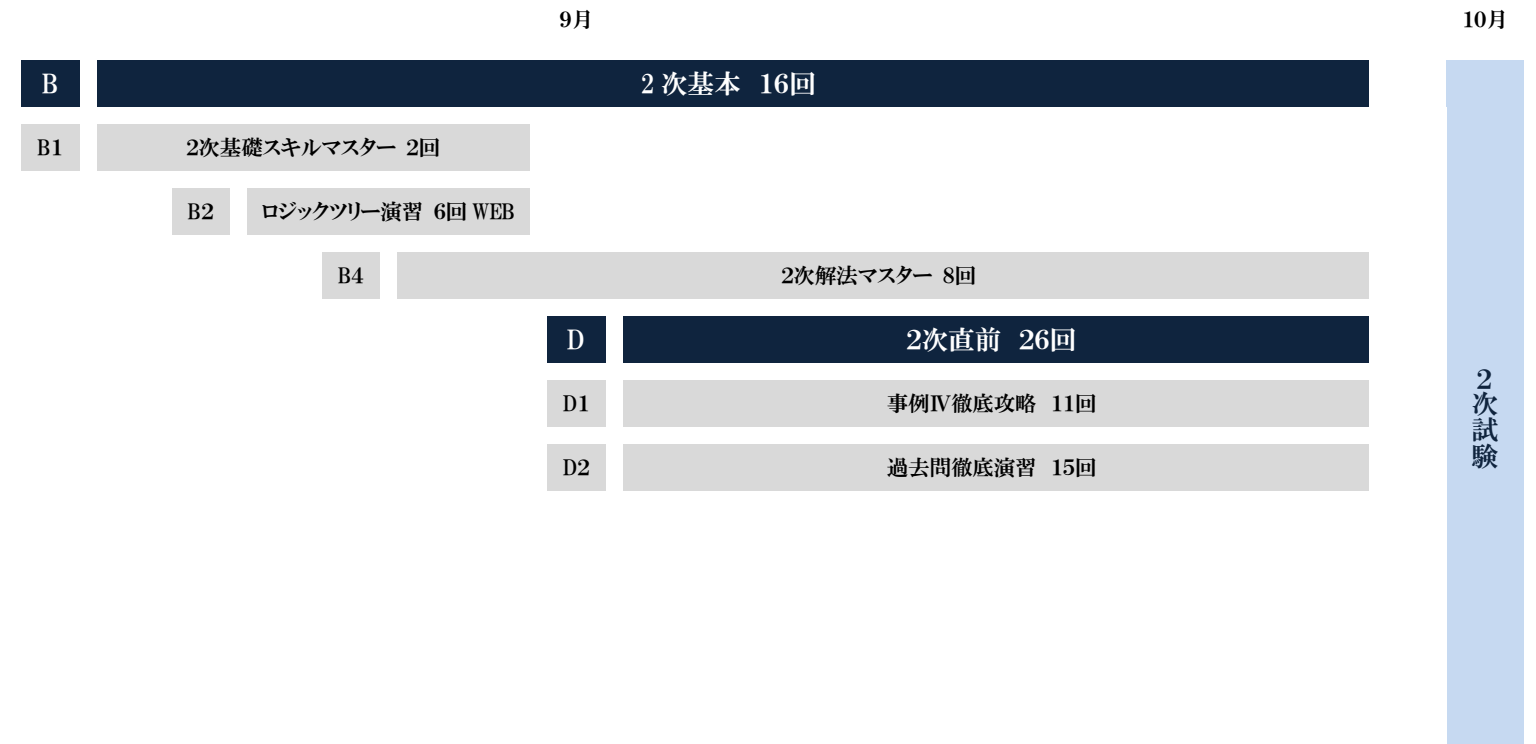 9月
10月
B
2次基本 16回
B1
2次基礎スキルマスター 2回
B2
ロジックツリー演習 6回 WEB
B4
2次解法マスター 8回
D
2次直前 26回
D1
事例Ⅳ徹底攻略 11回
D2
過去問徹底演習 15回
2次試験